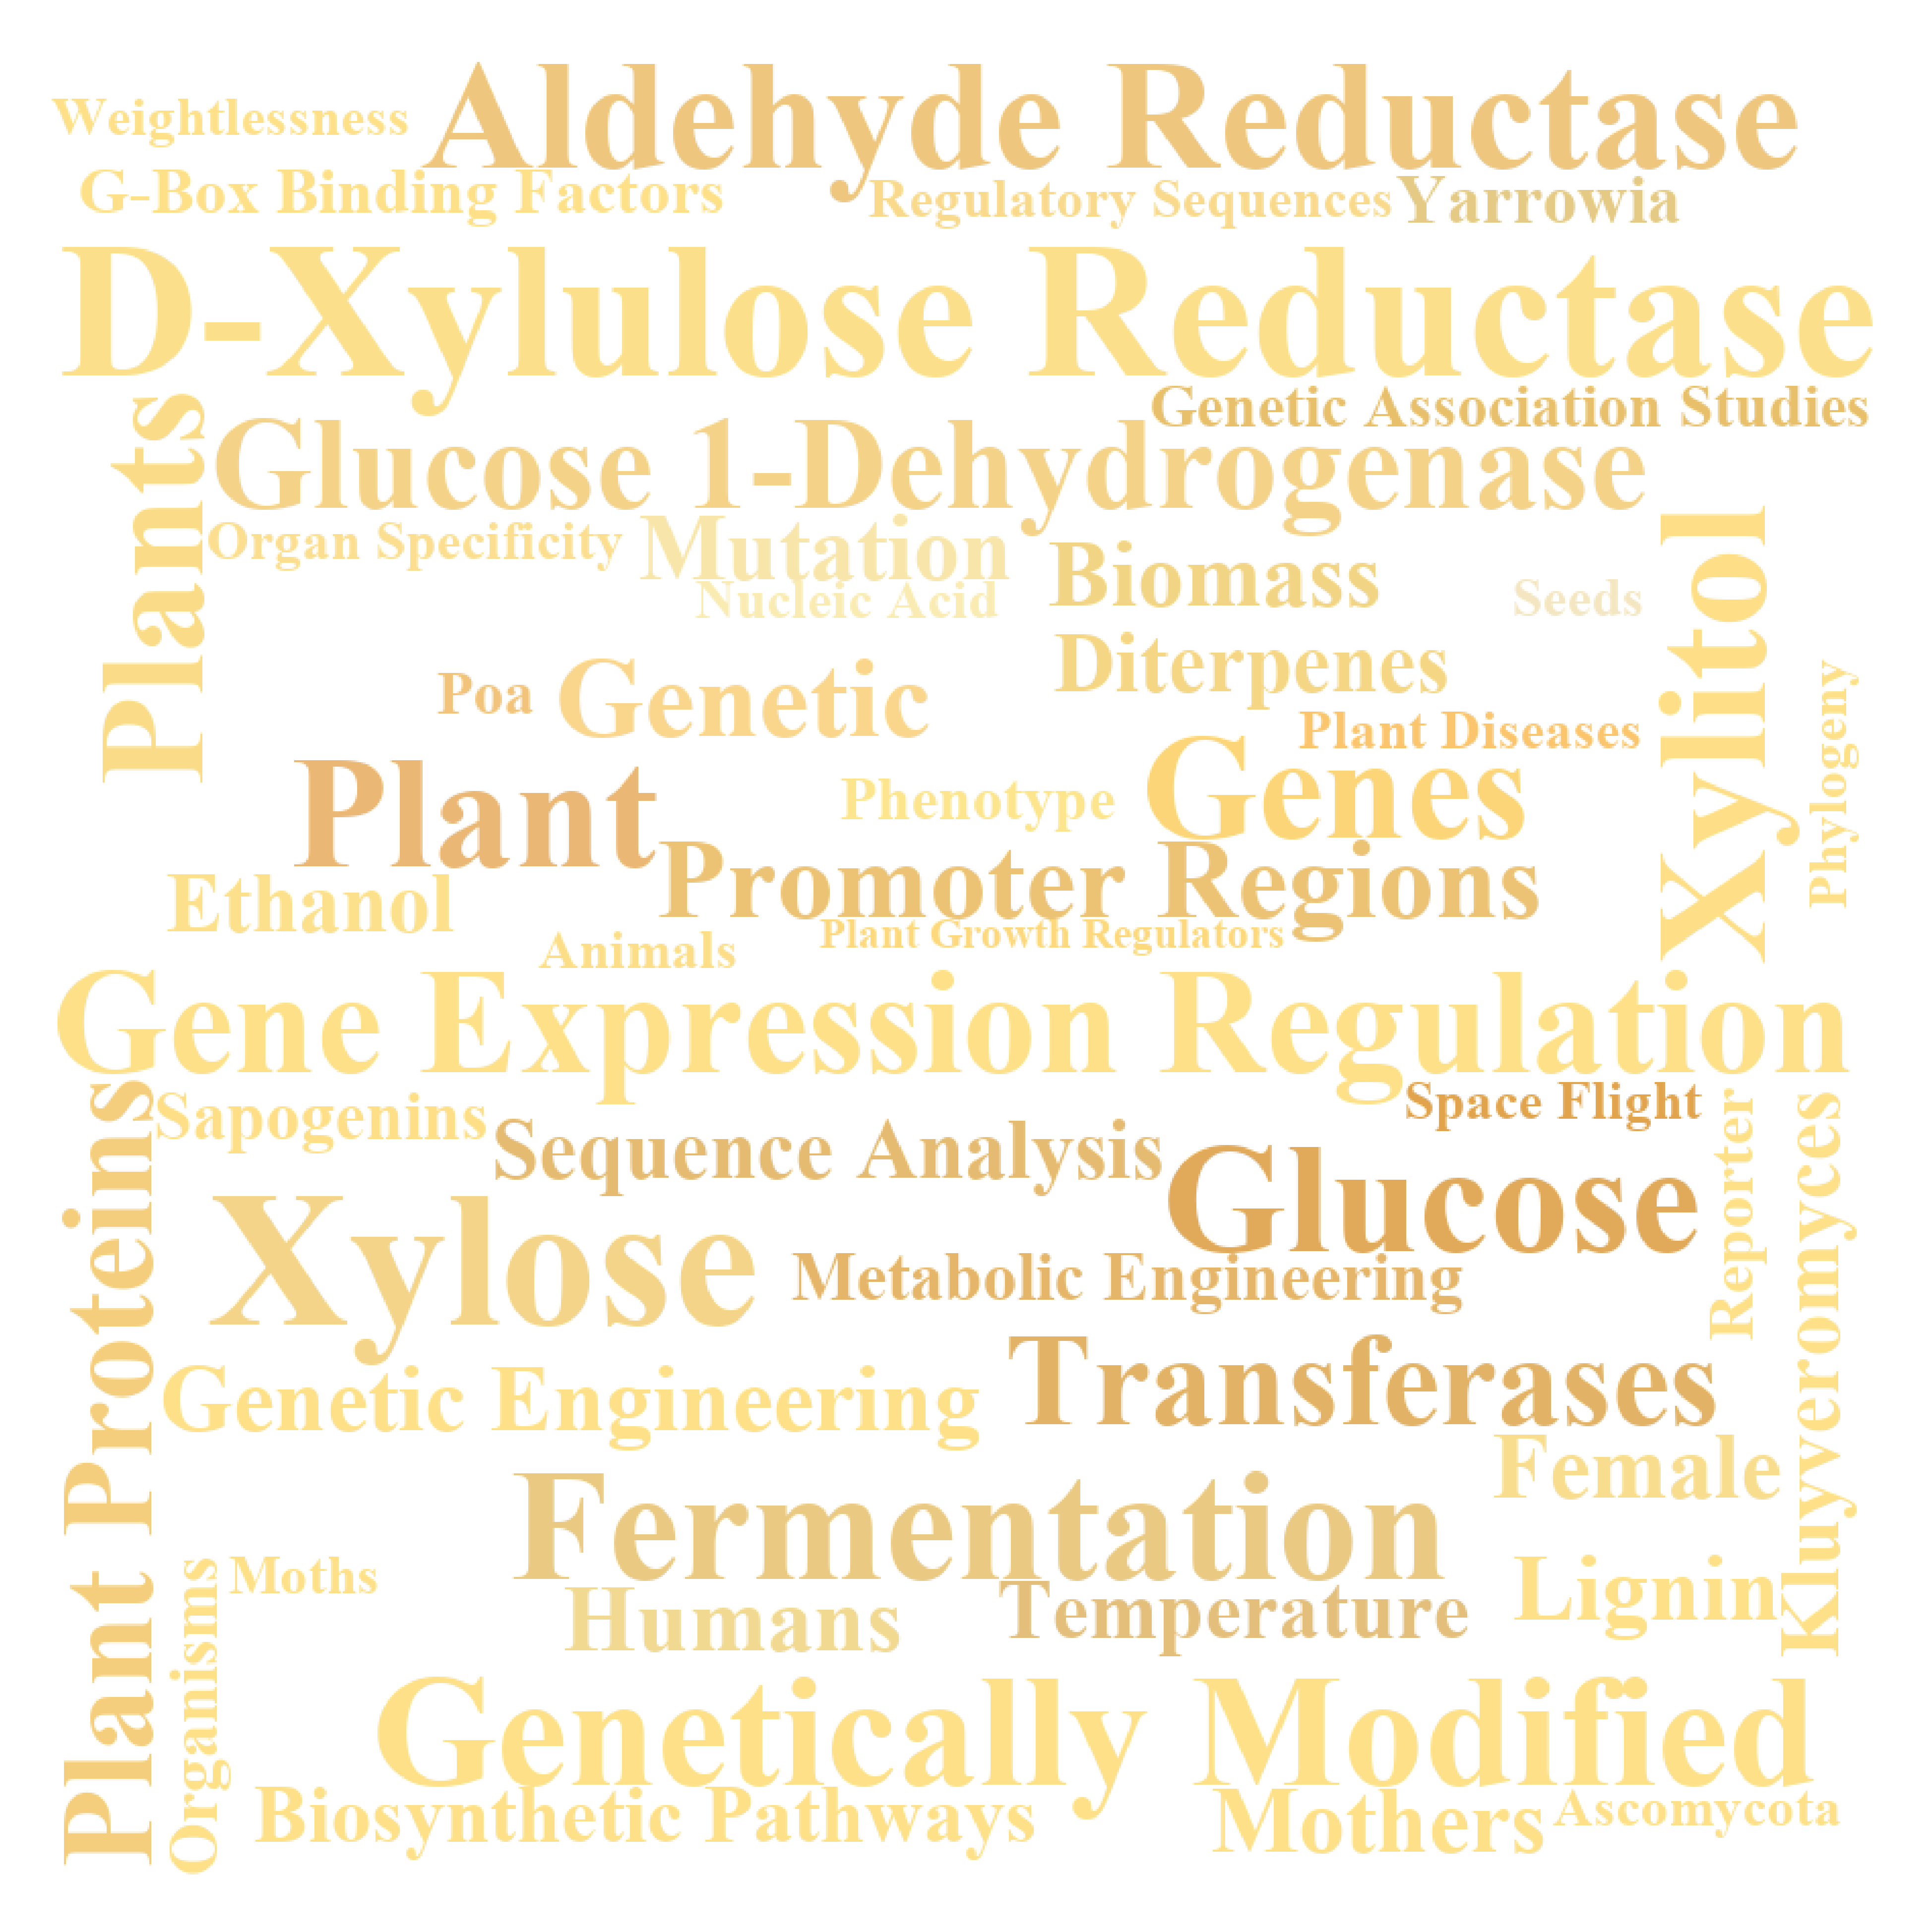 Aldehyde Reductase
Weightlessness
G-Box Binding Factors
Regulatory Sequences
Yarrowia
D-Xylulose Reductase
Genetic Association Studies
Plants
Glucose 1-Dehydrogenase
Organ Specificity
Mutation
Biomass
Nucleic Acid
Seeds
Xylitol
Diterpenes
Poa
Genetic
Phylogeny
Plant Diseases
Plant
Phenotype
Genes
Promoter Regions
Ethanol
Animals
Plant Growth Regulators
Gene Expression Regulation
Plant Proteins
Sapogenins
Sequence Analysis
Space Flight
Glucose
Reporter
Kluyveromyces
Xylose
Metabolic Engineering
Transferases
Genetic Engineering
Female
Fermentation
Organisms
Moths
Humans
Temperature
Lignin
Genetically Modified
Biosynthetic Pathways
Mothers
Ascomycota